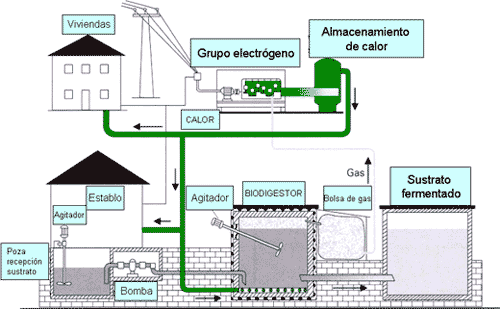 Viviendas
Grupo electrógeno
Almacenamiento
de calor
CALOR
Gas
Establo
Agitador
Agitador
BIODIGESTOR
Bolsa de gas
Sustrato
fermentado
Poza
recepción
sustrato
Bomba